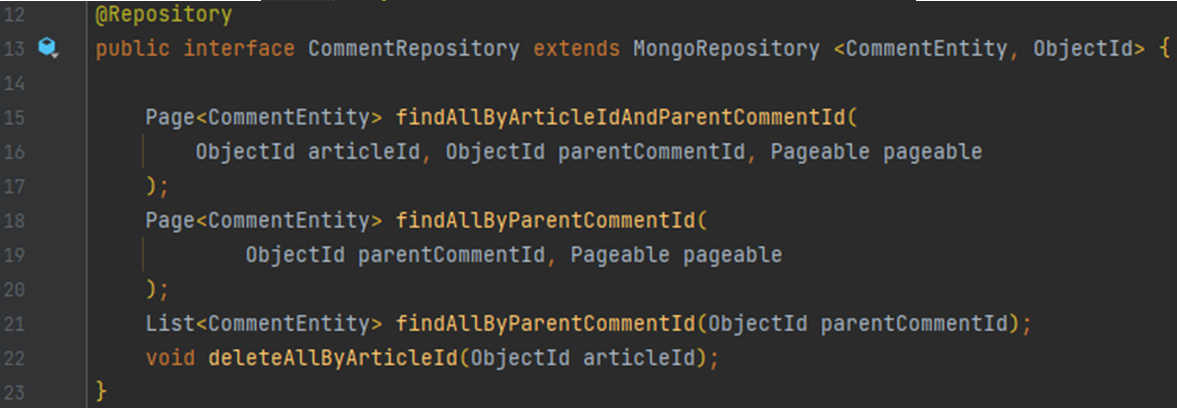 12 @Repository
13 public interface CommentRepository extends MongoRepository <CommentEntity, ObjectId> {
14
15     Page<CommentEntity> findAllByArticleIdAndParentCommentId(
16         ObjectId articleId, ObjectId parentCommentId, Pageable pageable
17     );
18     Page<CommentEntity> findAllByParentCommentId(
19             ObjectId parentCommentId, Pageable pageable
20     );
21     List<CommentEntity> findAllByParentCommentId(ObjectId parentCommentId);
22     void deleteAllByArticleId(ObjectId articleId);
23 }